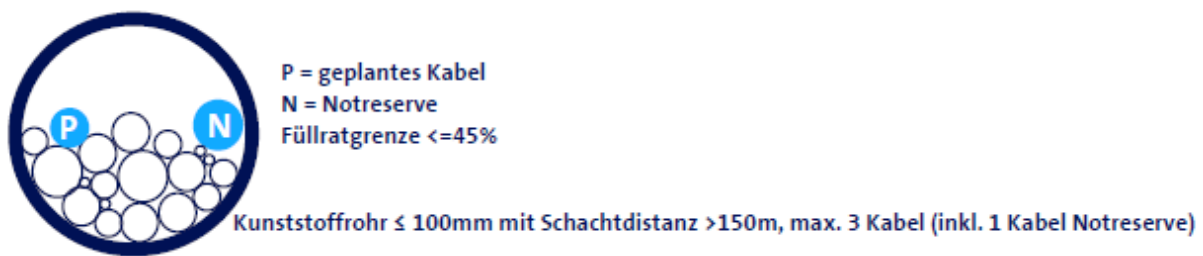 P N
P = geplantes Kabel
N = Notreserve
Füllratgrenze <=45%
Kunststoffrohr ≤ 100mm mit Schachtdistanz >150m, max. 3 Kabel (inkl. 1 Kabel Notreserve)